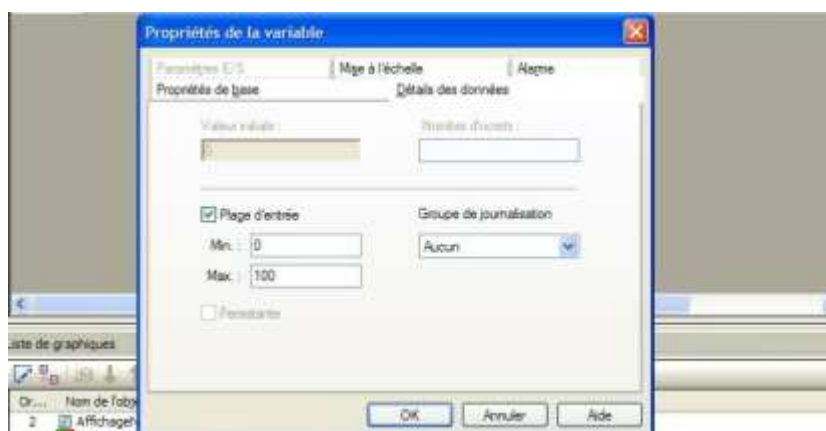 Propriétés de la variable
Paramètres E/S
Mise à l'échelle
Alarme
Propriétés de base
Détails des données
Valeur initiale :
Nombre d'octets :
Plage d'entrée
Groupe de journalisation
Min. : 0
Aucun
Max. : 100
Persistante
Liste de graphiques
Or... Nom de l'obj
2 AffichageN
OK Annuler Aide